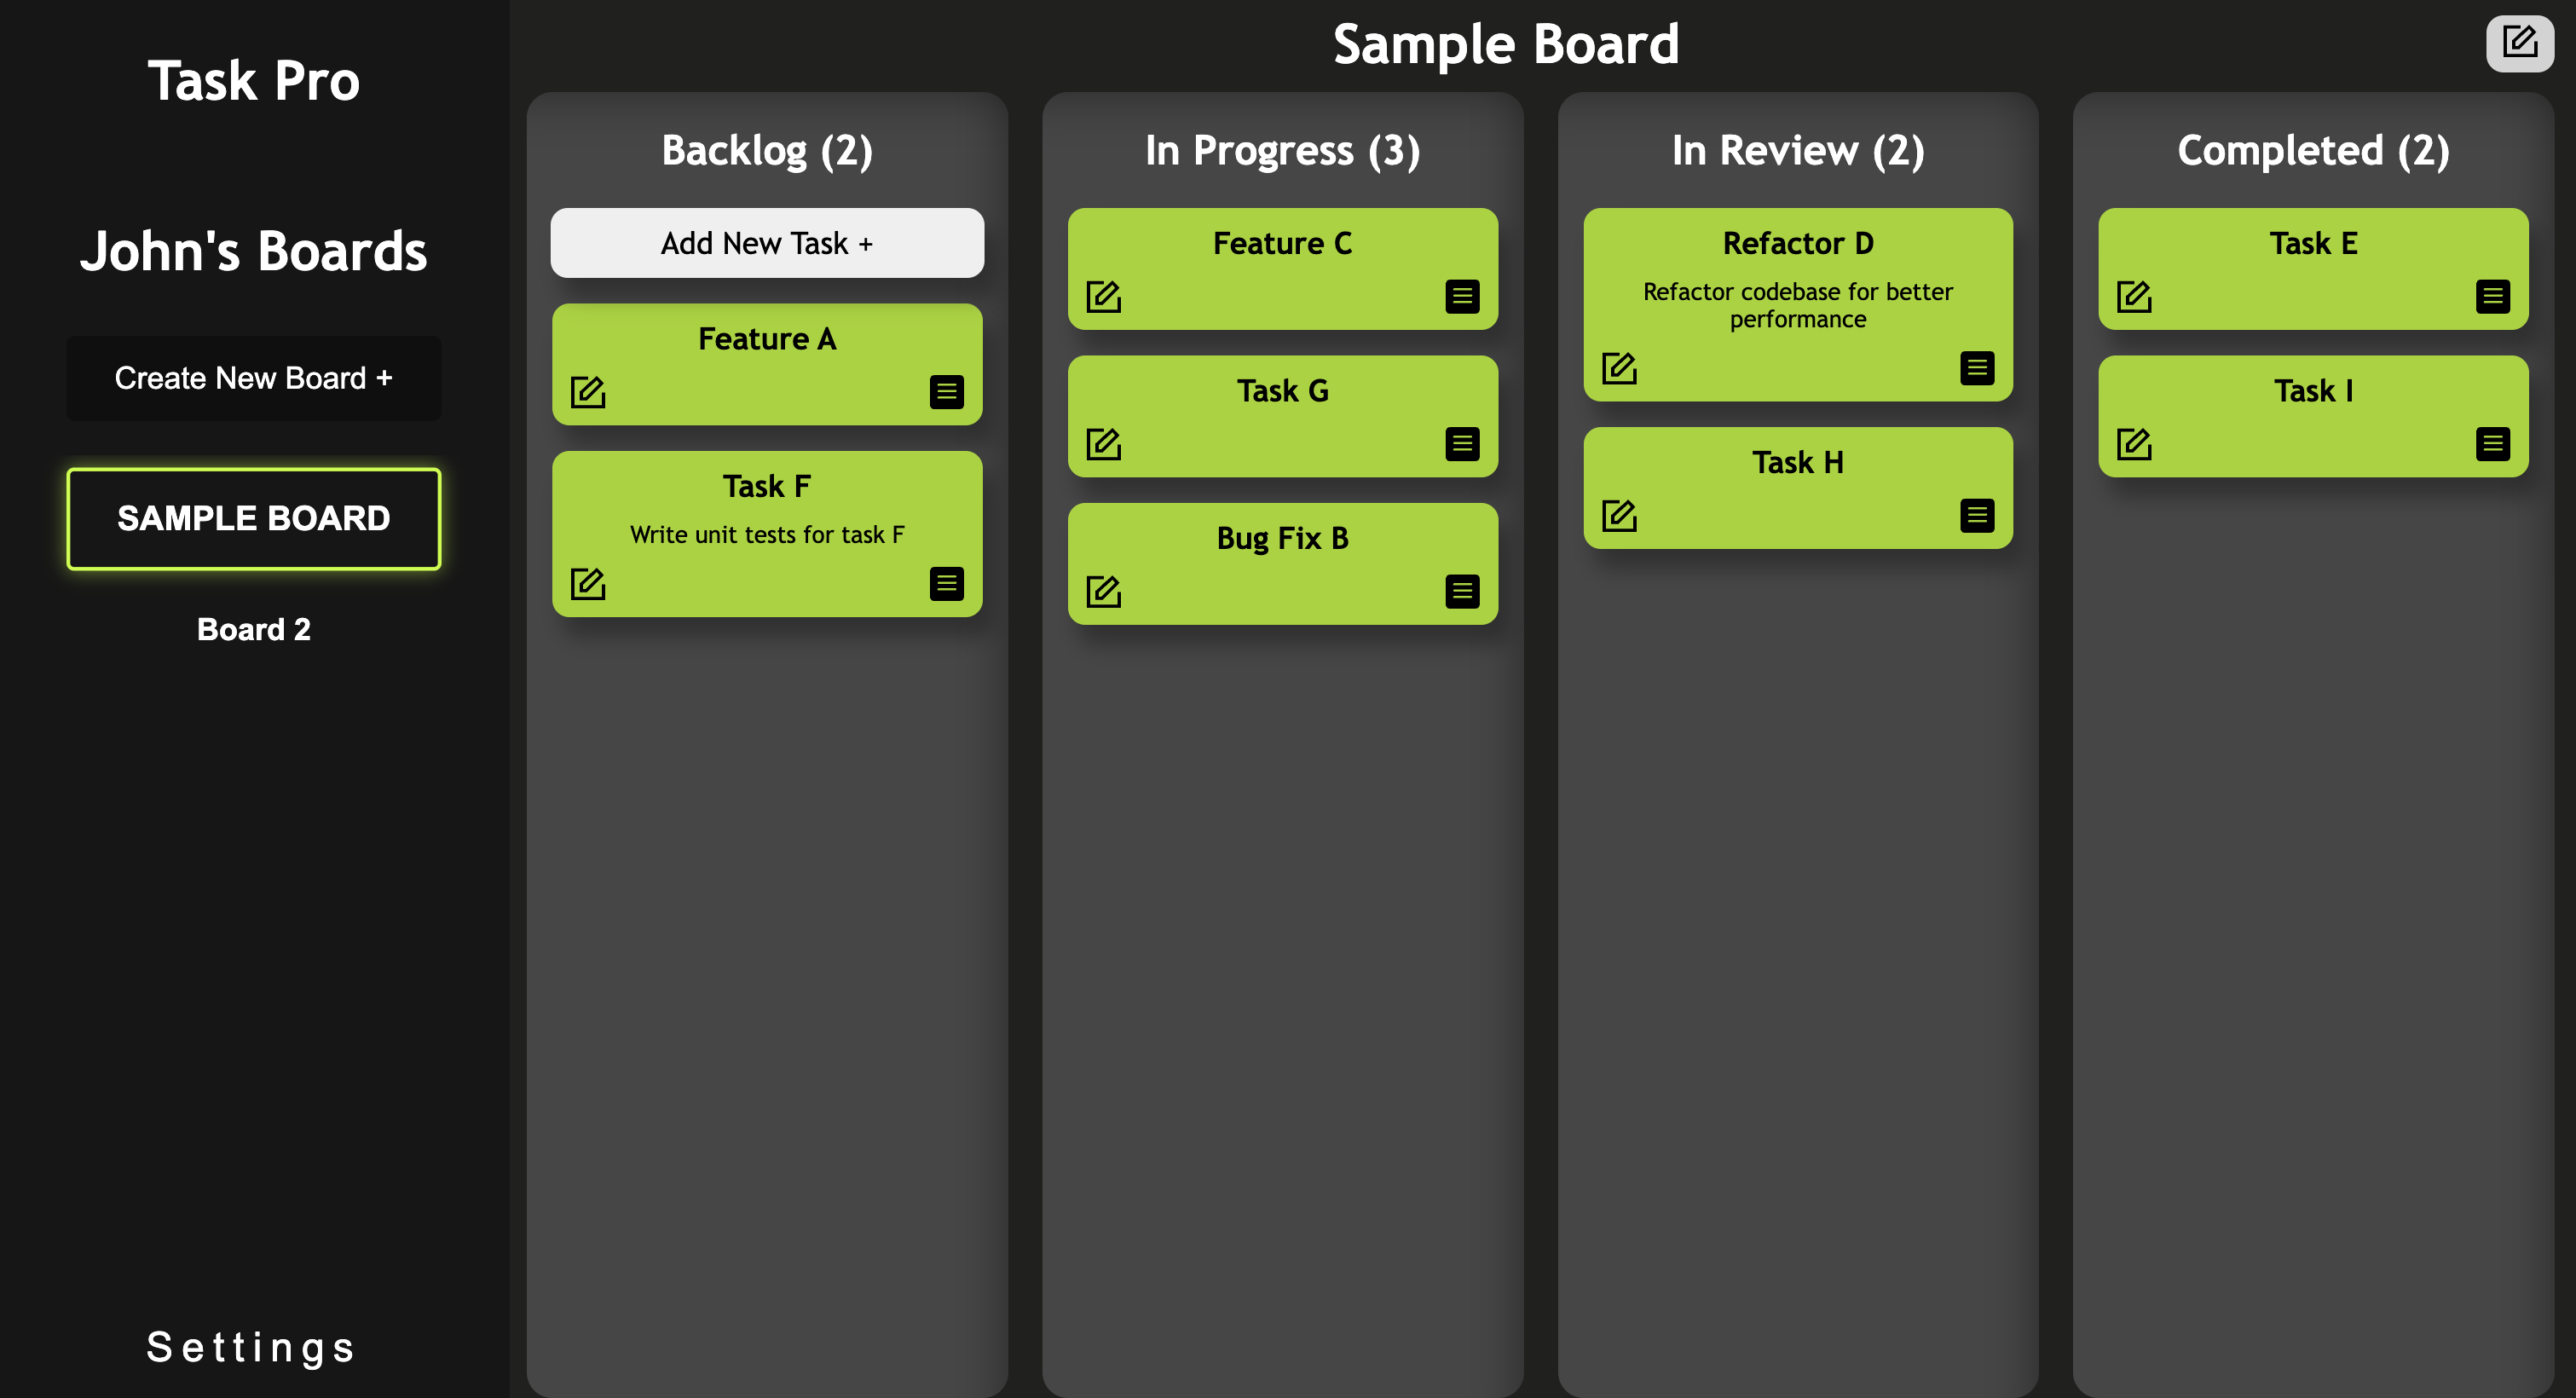 Task Pro
John's Boards
Create New Board +
SAMPLE BOARD
Board 2
Settings
Sample Board
Backlog (2)
Add New Task +
Feature A
Task F
Write unit tests for task F
In Progress (3)
Feature C
Task G
Bug Fix B
In Review (2)
Refactor D
Refactor codebase for better
performance
Task H
Completed (2)
Task E
Task I